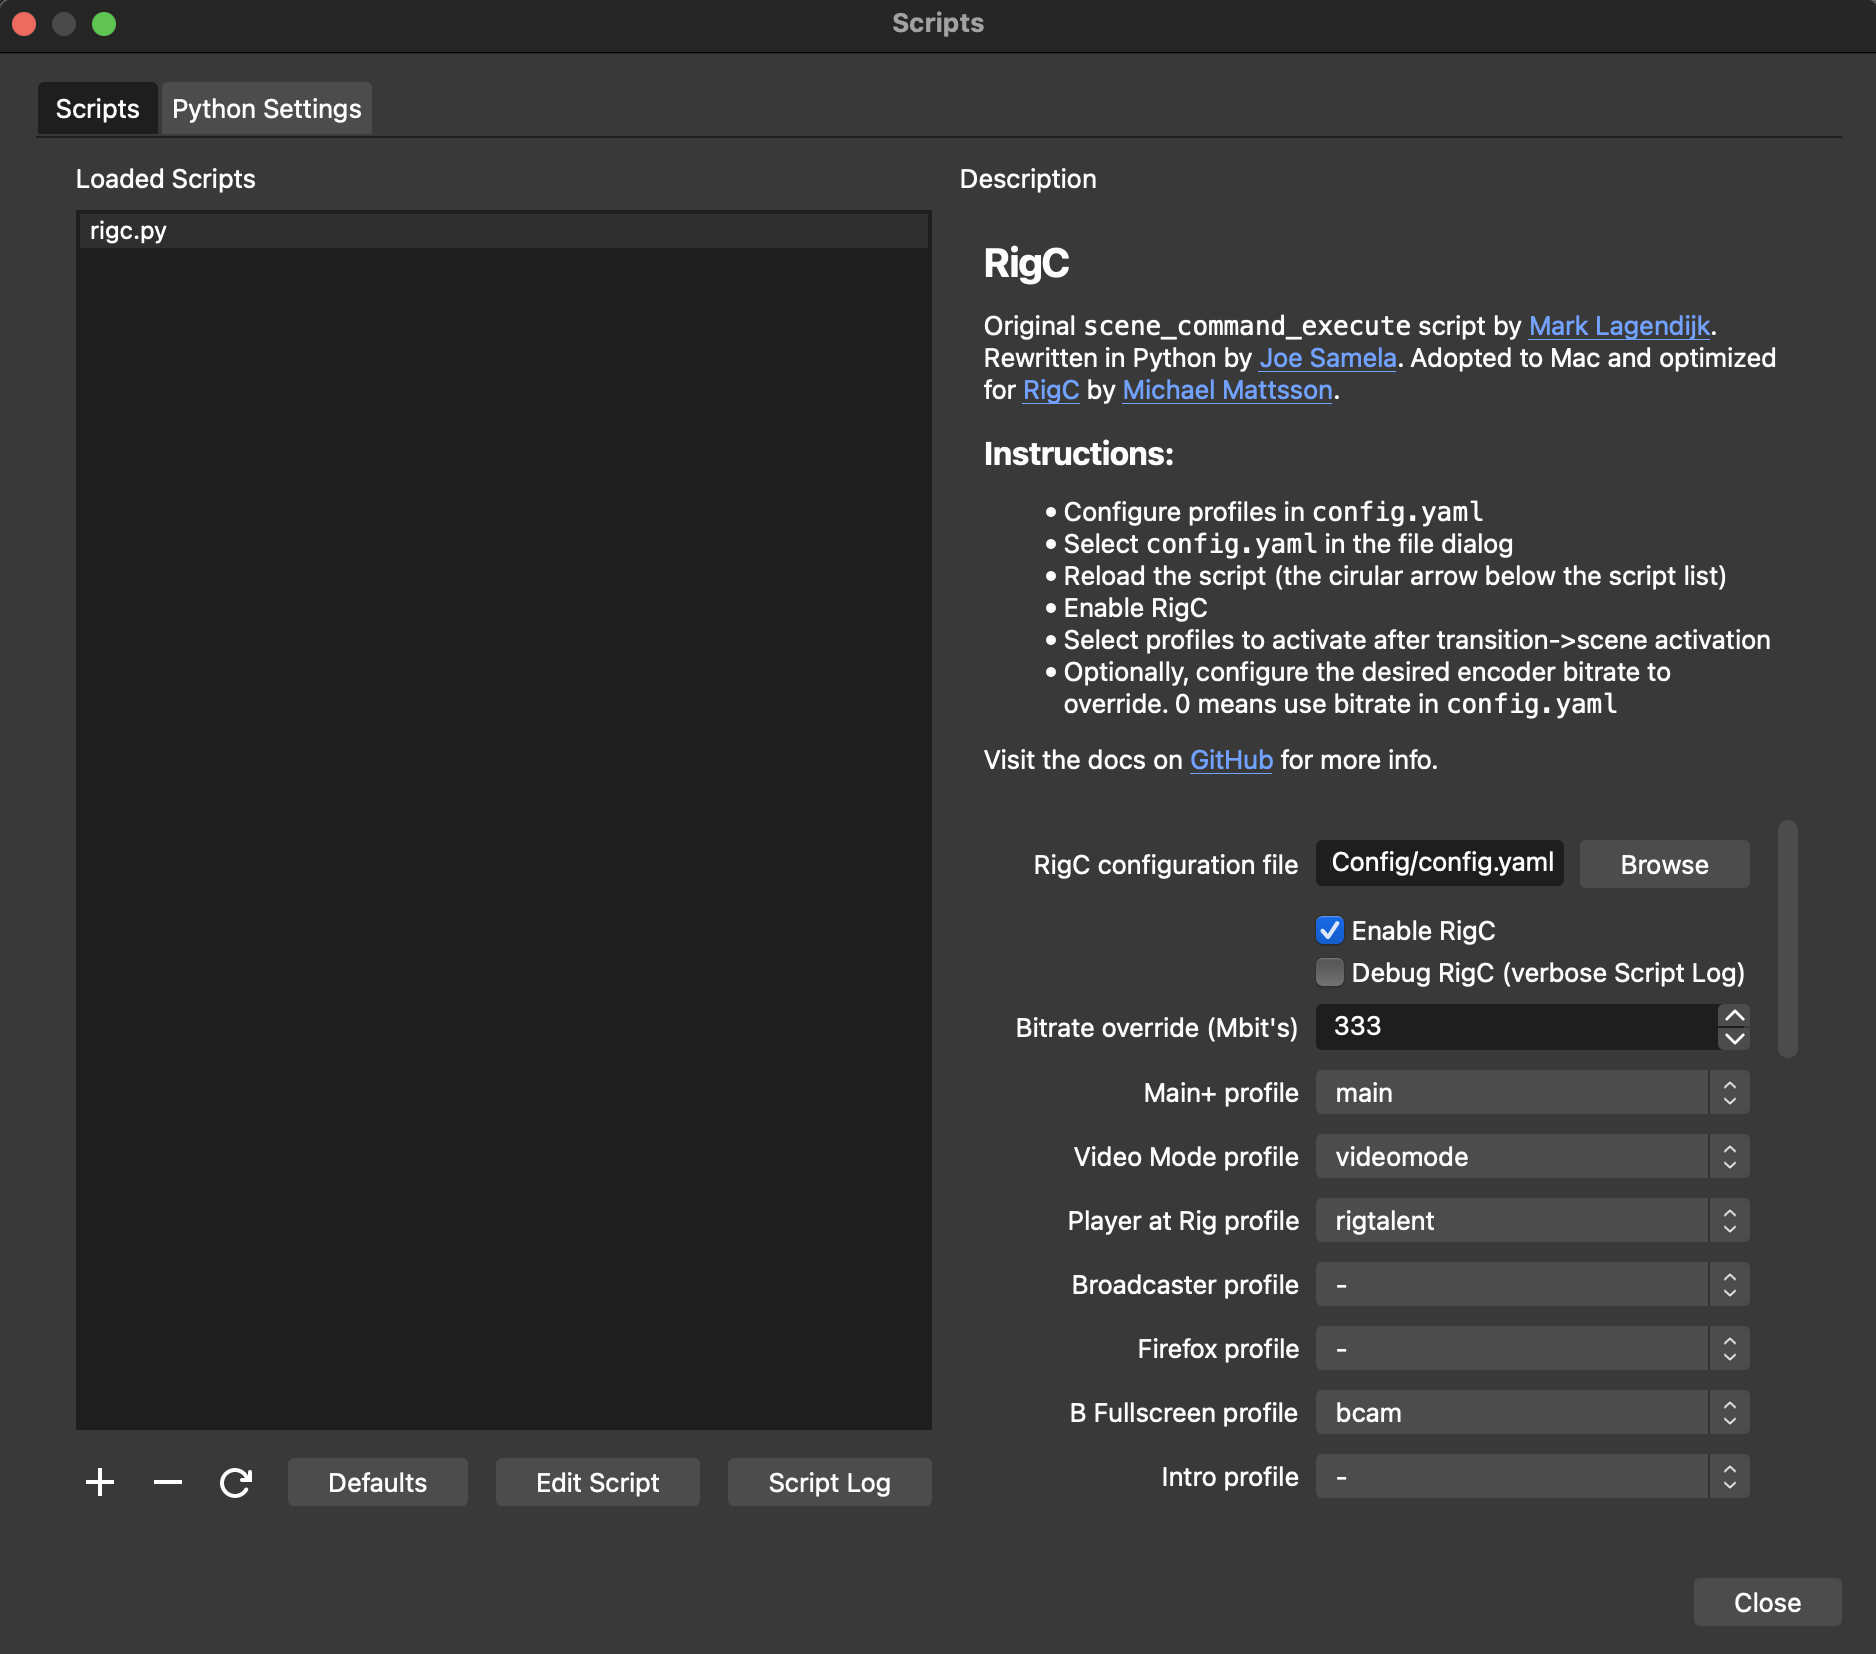 Scripts
Scripts
Python Settings
Loaded Scripts
rigc.py
Defaults
Edit Script
Script Log
Description
RigC
Original scene_command_execute script by Mark Lagendijk.
Rewritten in Python by Joe Samela. Adopted to Mac and optimized
for RigC by Michael Mattsson.
Instructions:
• Configure profiles in config.yaml
• Select config.yaml in the file dialog
• Reload the script (the cirular arrow below the script list)
• Enable RigC
• Select profiles to activate after transition->scene activation
• Optionally, configure the desired encoder bitrate to
override. 0 means use bitrate in config.yaml
Visit the docs on GitHub for more info.
RigC configuration file Config/config.yaml Browse
Enable RigC
Debug RigC (verbose Script Log)
Bitrate override (Mbit's) 333
Main+ profile main
Video Mode profile videomode
Player at Rig profile rigtalent
Broadcaster profile -
Firefox profile -
B Fullscreen profile bcam
Intro profile -
Close